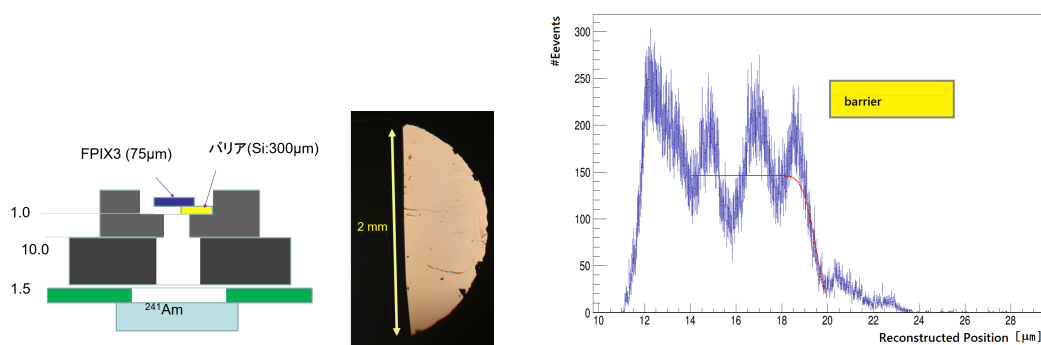 FPIX3 (75μm)
バリア(Si:300μm)
1.0
10.0
1.5
²⁴¹Am
2 mm
#Eevents
300
250
200
150
100
50
0
barrier
10 12 14 16 18 20 22 24 26 28
Reconstructed Position [μm]